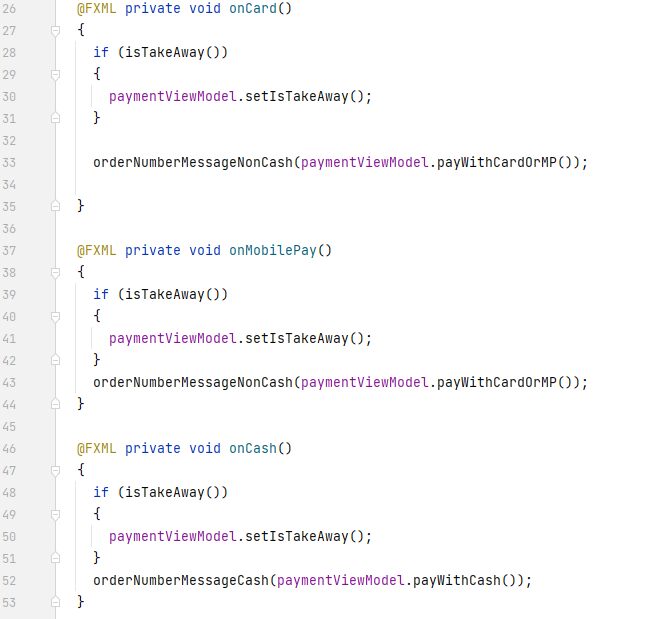 26 @FXML private void onCard()
27 {
28 if (isTakeAway())
29 {
30 paymentViewModel.setIsTakeAway();
31 }
32
33 orderNumberMessageNonCash(paymentViewModel.payWithCardOrMP());
34
35 }
36
37 @FXML private void onMobilePay()
38 {
39 if (isTakeAway())
40 {
41 paymentViewModel.setIsTakeAway();
42 }
43 orderNumberMessageNonCash(paymentViewModel.payWithCardOrMP());
44 }
45
46 @FXML private void onCash()
47 {
48 if (isTakeAway())
49 {
50 paymentViewModel.setIsTakeAway();
51 }
52 orderNumberMessageCash(paymentViewModel.payWithCash());
53 }